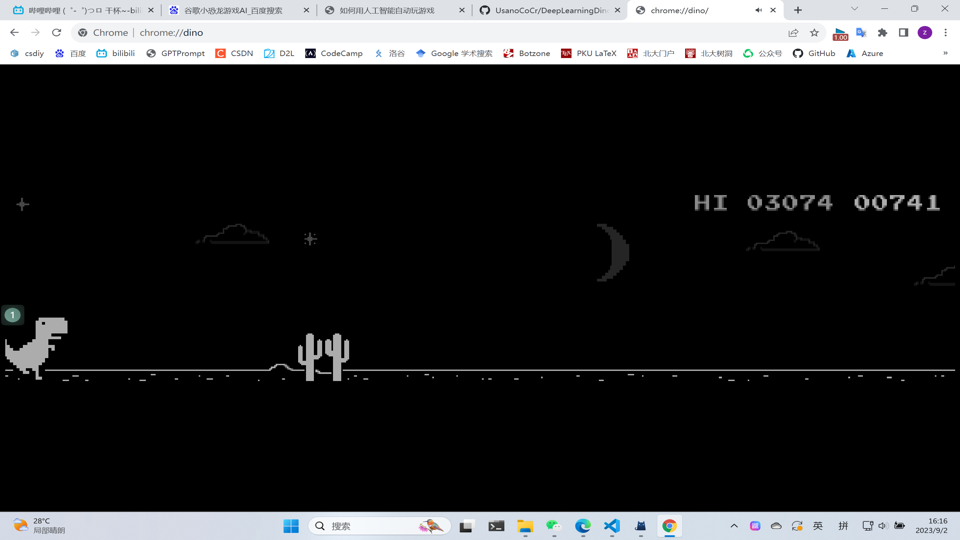 哔哩哔哩 (゜-゜)つロ 干杯~-bili
谷歌小恐龙游戏AI_百度搜索
如何用人工智能自动玩游戏
UsanoCoCr/DeepLearningDin
chrome://dino/
Chrome | chrome://dino
1.00
z
csdiy
百度
bilibili
GPTPrompt
CSDN
D2L
CodeCamp
洛谷
Google 学术搜索
Botzone
PKU LaTeX
北大门户
北大树洞
公众号
GitHub
Azure
»
HI 03074 00741
1
28°C
局部晴朗
搜索
英
拼
16:16
2023/9/2